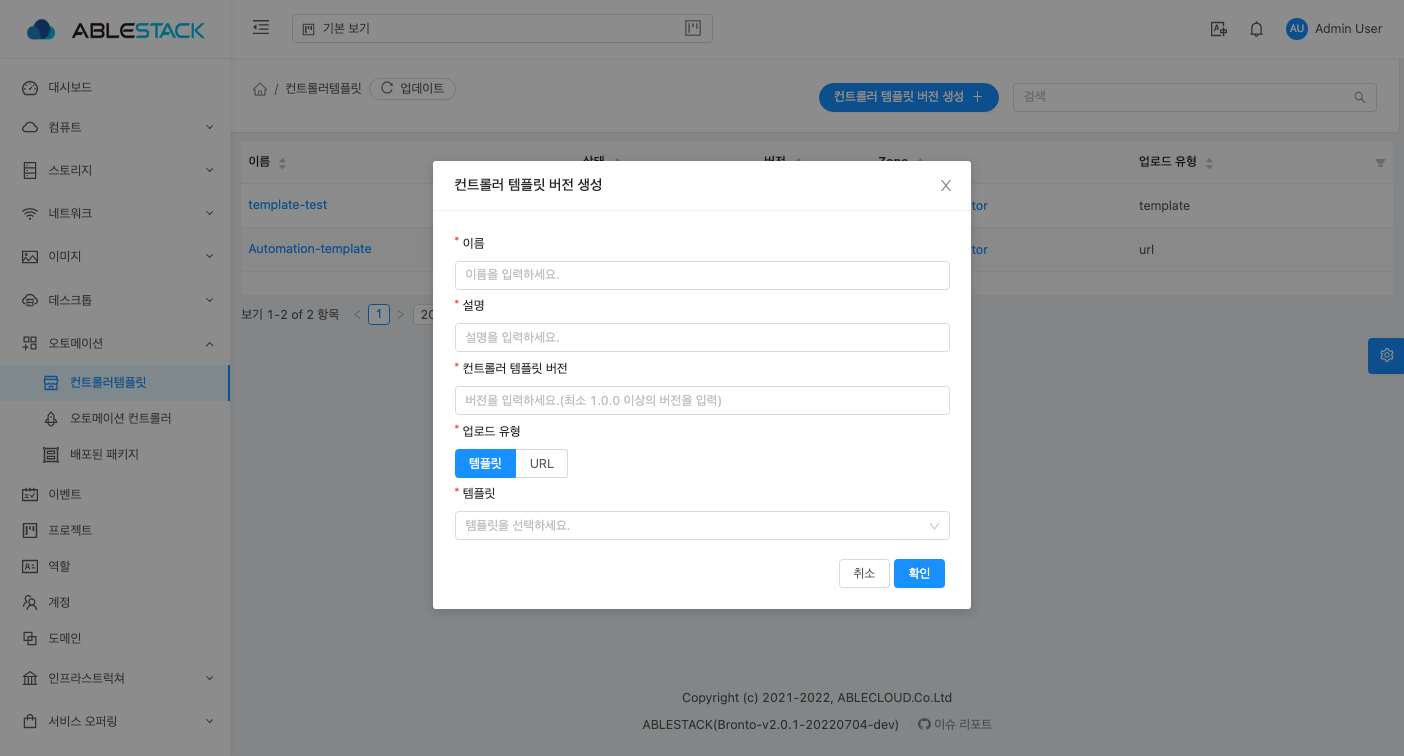 ABLESTACK
기본 보기
AU Admin User
대시보드
컴퓨트
스토리지
네트워크
이미지
데스크톱
오토메이션
컨트롤러템플릿
오토메이션 컨트롤러
배포된 패키지
이벤트
프로젝트
역할
계정
도메인
인프라스트럭쳐
서비스 오퍼링
/ 컨트롤러템플릿 업데이트
컨트롤러 템플릿 버전 생성 +
검색
이름 상태 버전 Zone 업로드 유형
template-test tor template
Automation-template tor url
보기 1-2 of 2 항목 < 1 > 20
컨트롤러 템플릿 버전 생성
* 이름
이름을 입력하세요.
* 설명
설명을 입력하세요.
* 컨트롤러 템플릿 버전
버전을 입력하세요.(최소 1.0.0 이상의 버전을 입력)
* 업로드 유형
템플릿 URL
* 템플릿
템플릿을 선택하세요.
취소 확인
Copyright (c) 2021-2022, ABLECLOUD.Co.Ltd
ABLESTACK(Bronto-v2.0.1-20220704-dev) 이슈 리포트